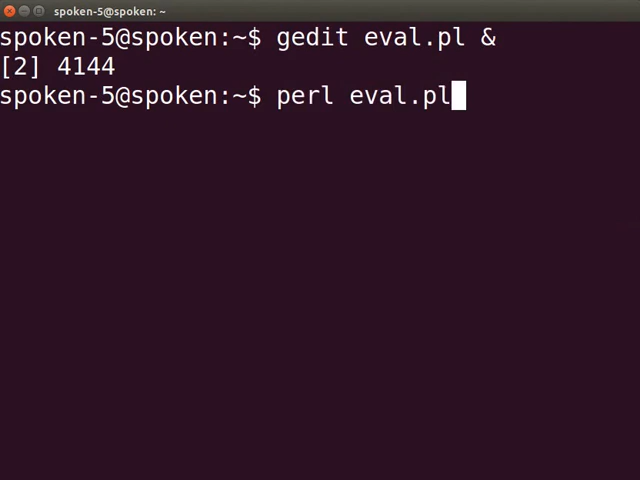 spoken-5@spoken: ~
spoken-5@spoken:~$ gedit eval.pl &
[2] 4144
spoken-5@spoken:~$ perl eval.pl